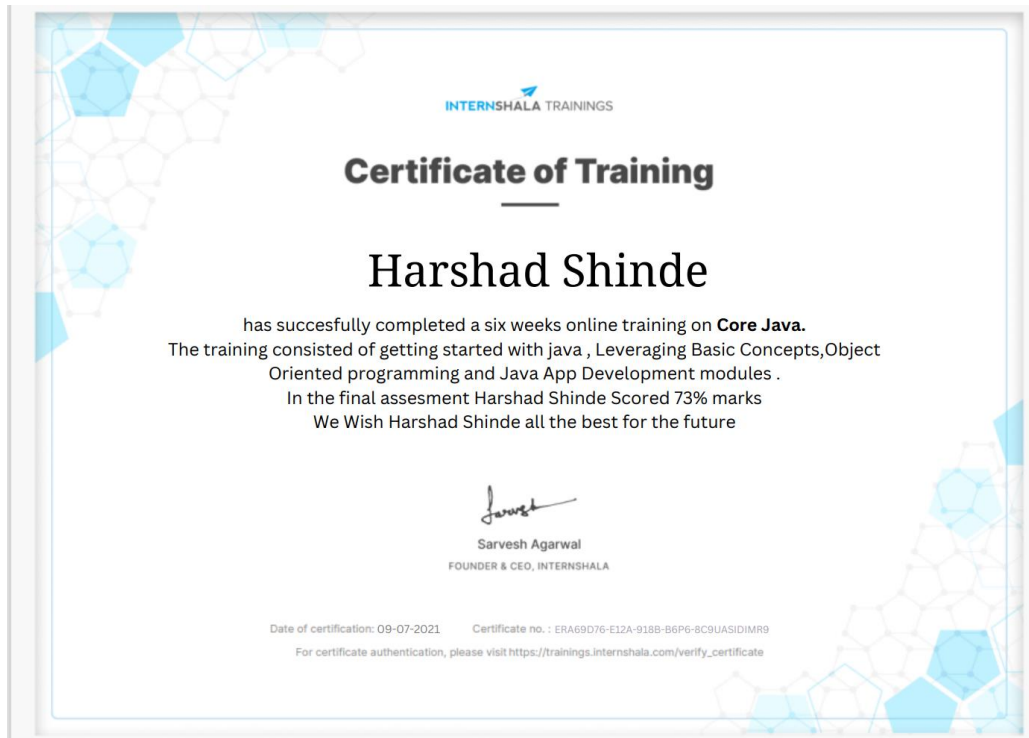 INTERNSHALA TRAININGS
Certificate of Training
Harshad Shinde
has succesfully completed a six weeks online training on Core Java.
The training consisted of getting started with java , Leveraging Basic Concepts,Object
Oriented programming and Java App Development modules .
In the final assesment Harshad Shinde Scored 73% marks
We Wish Harshad Shinde all the best for the future
Sarvesh
Sarvesh Agarwal
FOUNDER & CEO, INTERNSHALA
Date of certification: 09-07-2021 Certificate no. : ERA69D76-E12A-918B-B6P6-8C9UASIDIMR9
For certificate authentication, please visit https://trainings.internshala.com/verify_certificate